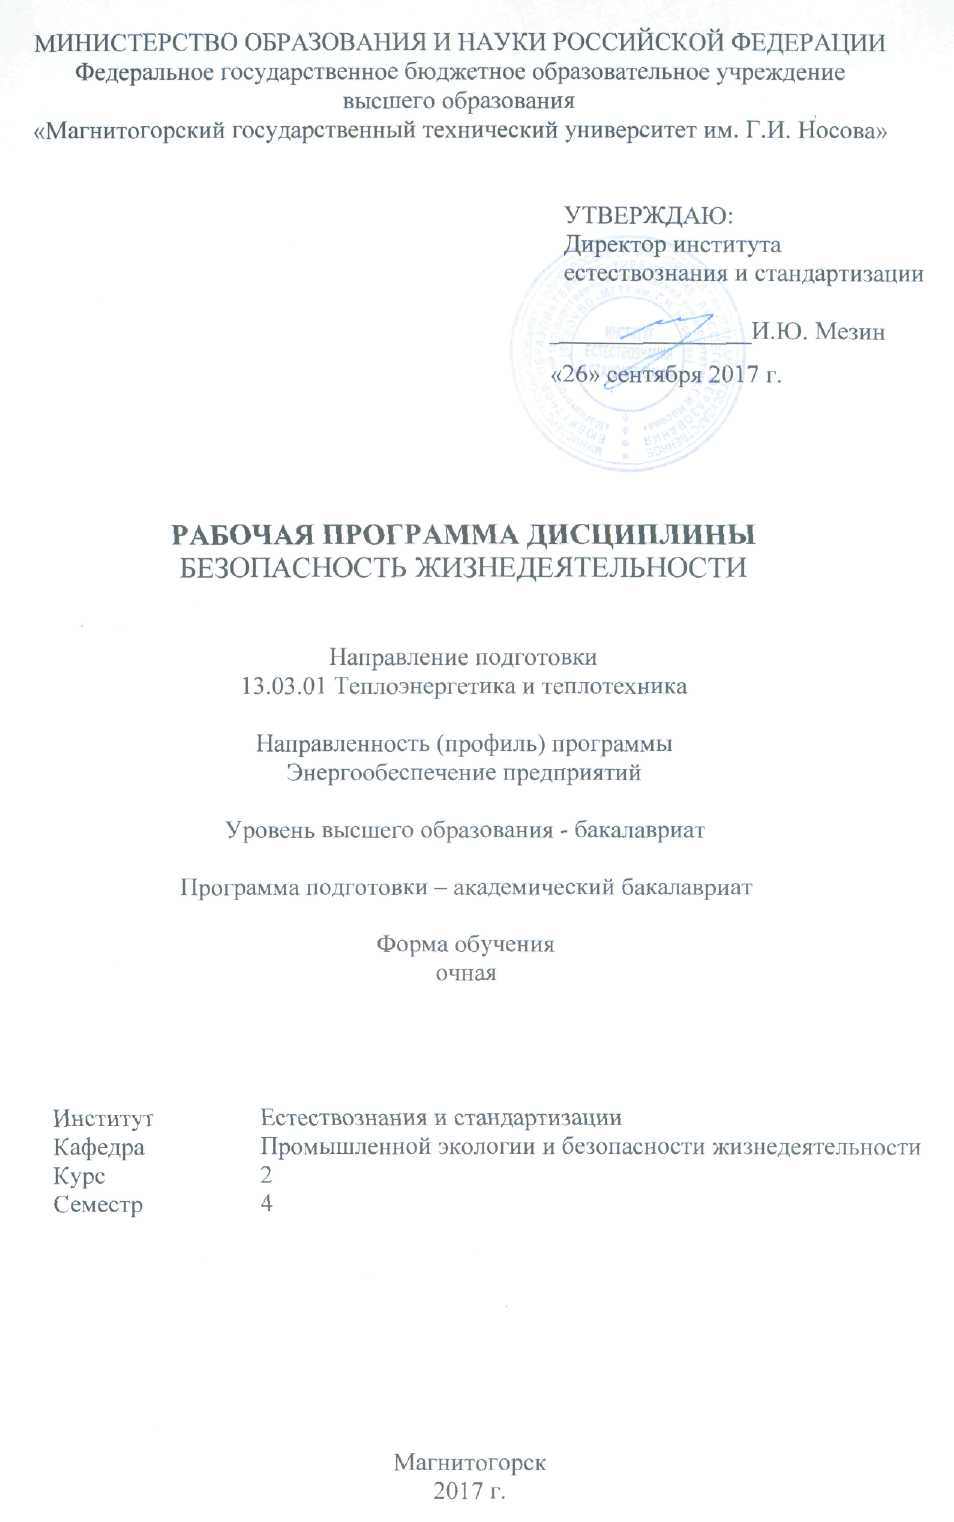 МИНИСТЕРСТВО ОБРАЗОВАНИЯ И НАУКИ РОССИЙСКОЙ ФЕДЕРАЦИИ
Федеральное государственное бюджетное образовательное учреждение
высшего образования
«Магнитогорский государственный технический университет им. Г.И. Носова»
УТВЕРЖДАЮ:
Директор института
естествознания и стандартизации
И.Ю. Мезин
«26» сентября 2017 г.
РАБОЧАЯ ПРОГРАММА ДИСЦИПЛИНЫ
БЕЗОПАСНОСТЬ ЖИЗНЕДЕЯТЕЛЬНОСТИ
Направление подготовки
13.03.01 Теплоэнергетика и теплотехника
Направленность (профиль) программы
Энергообеспечение предприятий
Уровень высшего образования - бакалавриат
Программа подготовки – академический бакалавриат
Форма обучения
очная
Институт Естествознания и стандартизации
Кафедра Промышленной экологии и безопасности жизнедеятельности
Курс 2
Семестр 4
Магнитогорск
2017 г.